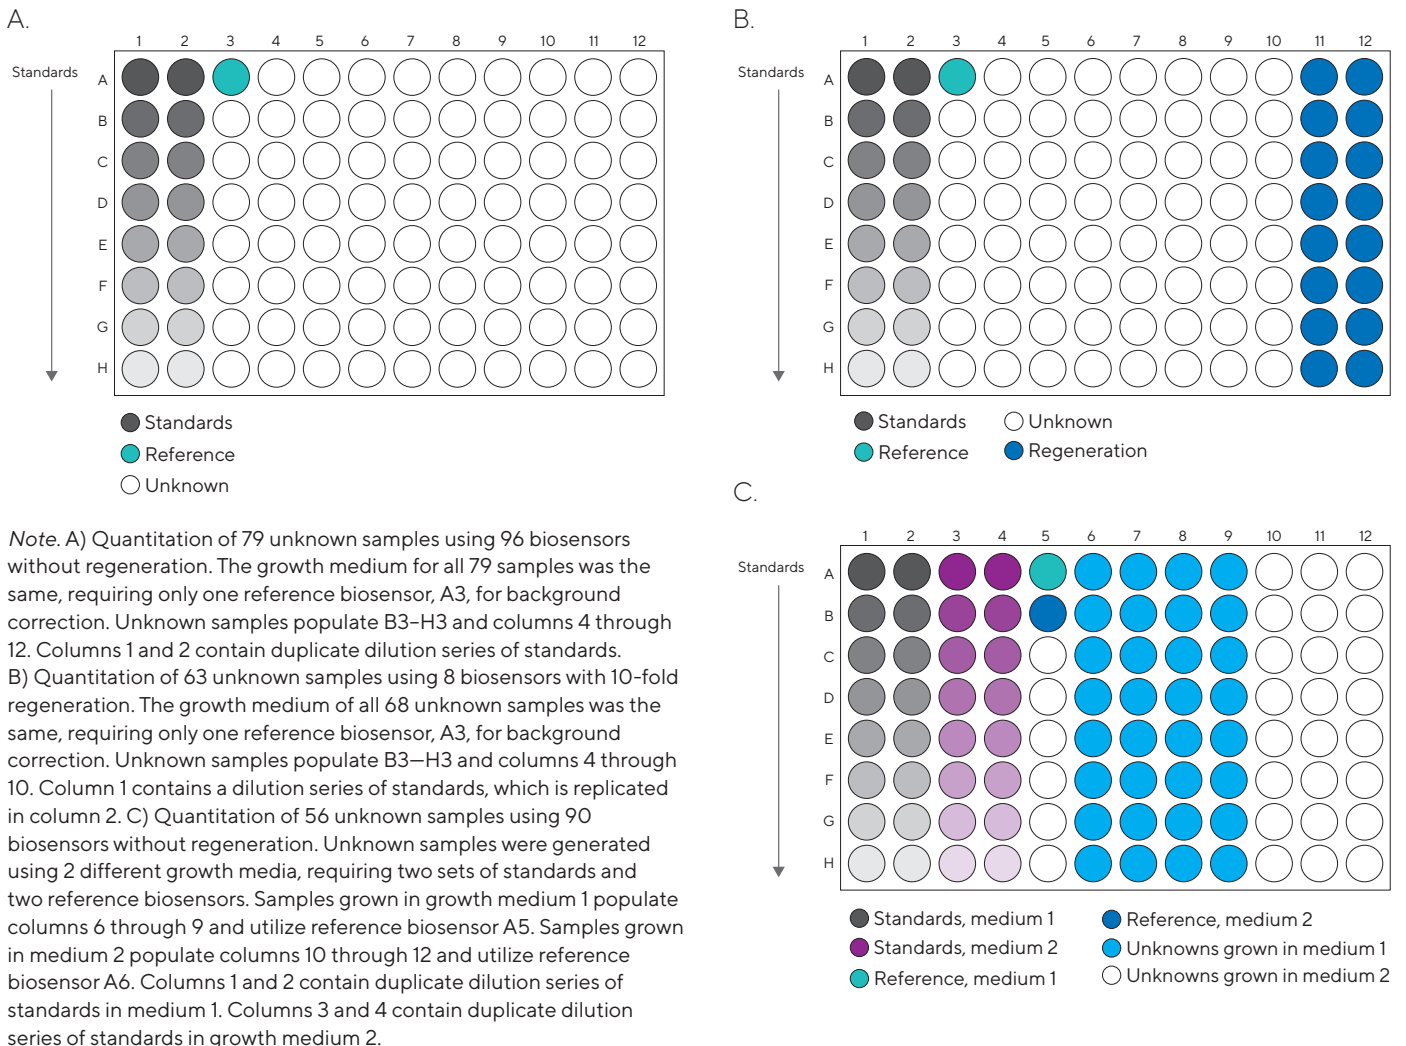 A.
1 2 3 4 5 6 7 8 9 10 11 12
Standards
A
B
C
D
E
F
G
H
Standards
Reference
Unknown
B.
1 2 3 4 5 6 7 8 9 10 11 12
Standards
A
B
C
D
E
F
G
H
Standards
Reference
Unknown
Regeneration
Note. A) Quantitation of 79 unknown samples using 96 biosensors
without regeneration. The growth medium for all 79 samples was the
same, requiring only one reference biosensor, A3, for background
correction. Unknown samples populate B3–H3 and columns 4 through
12. Columns 1 and 2 contain duplicate dilution series of standards.
B) Quantitation of 63 unknown samples using 8 biosensors with 10-fold
regeneration. The growth medium of all 68 unknown samples was the
same, requiring only one reference biosensor, A3, for background
correction. Unknown samples populate B3—H3 and columns 4 through
10. Column 1 contains a dilution series of standards, which is replicated
in column 2. C) Quantitation of 56 unknown samples using 90
biosensors without regeneration. Unknown samples were generated
using 2 different growth media, requiring two sets of standards and
two reference biosensors. Samples grown in growth medium 1 populate
columns 6 through 9 and utilize reference biosensor A5. Samples grown
in medium 2 populate columns 10 through 12 and utilize reference
biosensor A6. Columns 1 and 2 contain duplicate dilution series of
standards in medium 1. Columns 3 and 4 contain duplicate dilution
series of standards in growth medium 2.
C.
1 2 3 4 5 6 7 8 9 10 11 12
Standards
A
B
C
D
E
F
G
H
Standards, medium 1
Standards, medium 2
Reference, medium 1
Reference, medium 2
Unknowns grown in medium 1
Unknowns grown in medium 2